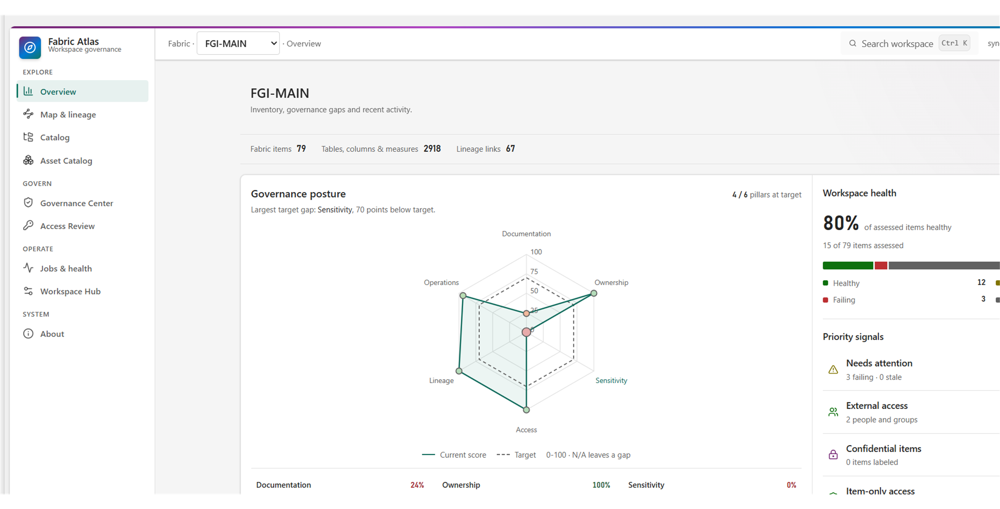 Fabric Atlas
Workspace governance
EXPLORE
Overview
Map & lineage
Catalog
Asset Catalog
GOVERN
Governance Center
Access Review
OPERATE
Jobs & health
Workspace Hub
SYSTEM
About
Fabric · FGI-MAIN · Overview
Search workspace Ctrl K
syn
FGI-MAIN
Inventory, governance gaps and recent activity.
Fabric items 79 Tables, columns & measures 2918 Lineage links 67
Governance posture
4 / 6 pillars at target
Largest target gap: Sensitivity, 70 points below target.
Documentation
100
75
50
25
0
Operations
Ownership
Lineage
Sensitivity
Access
Current score Target 0-100 · N/A leaves a gap
Documentation 24% Ownership 100% Sensitivity 0%
Workspace health
80% of assessed items healthy
15 of 79 items assessed
Healthy 12
Failing 3
Priority signals
Needs attention
3 failing · 0 stale
External access
2 people and groups
Confidential items
0 items labeled
Item-only access